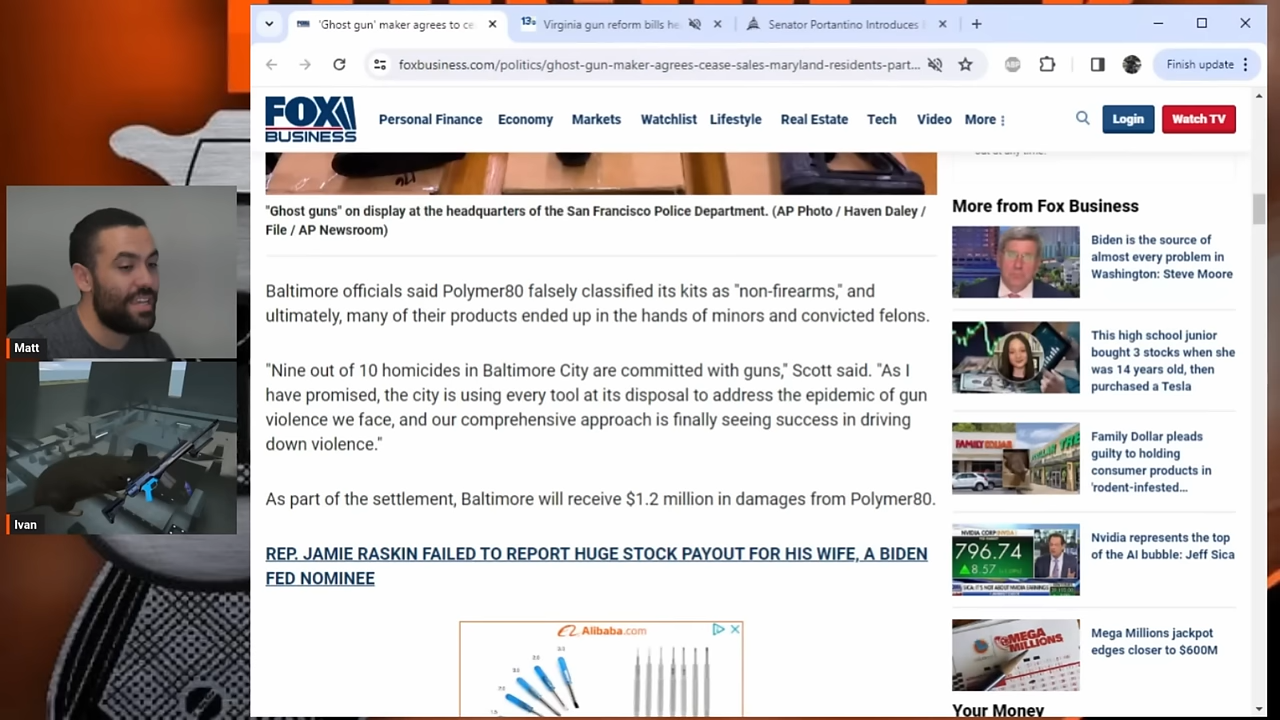 'Ghost gun' maker agrees to ce
Virginia gun reform bills he
Senator Portantino Introduces
foxbusiness.com/politics/ghost-gun-maker-agrees-cease-sales-maryland-residents-part...
ABP
Finish update
FOX
BUSINESS
Personal Finance
Economy
Markets
Watchlist
Lifestyle
Real Estate
Tech
Video
More
Login
Watch TV
"Ghost guns" on display at the headquarters of the San Francisco Police Department. (AP Photo / Haven Daley /
File / AP Newsroom)
Baltimore officials said Polymer80 falsely classified its kits as "non-firearms," and
ultimately, many of their products ended up in the hands of minors and convicted felons.
"Nine out of 10 homicides in Baltimore City are committed with guns," Scott said. "As I
have promised, the city is using every tool at its disposal to address the epidemic of gun
violence we face, and our comprehensive approach is finally seeing success in driving
down violence."
As part of the settlement, Baltimore will receive $1.2 million in damages from Polymer80.
REP. JAMIE RASKIN FAILED TO REPORT HUGE STOCK PAYOUT FOR HIS WIFE, A BIDEN
FED NOMINEE
Alibaba.com
More from Fox Business
Biden is the source of
almost every problem in
Washington: Steve Moore
This high school junior
bought 3 stocks when she
was 14 years old, then
purchased a Tesla
FAMILY DOLLAR
Family Dollar pleads
guilty to holding
consumer products in
'rodent-infested...
NVIDIA CORP
796.74
8.57
Nvidia represents the top
of the AI bubble: Jeff Sica
MEGA
MILLIONS
Mega Millions jackpot
edges closer to $600M
Your Money
Matt
Ivan